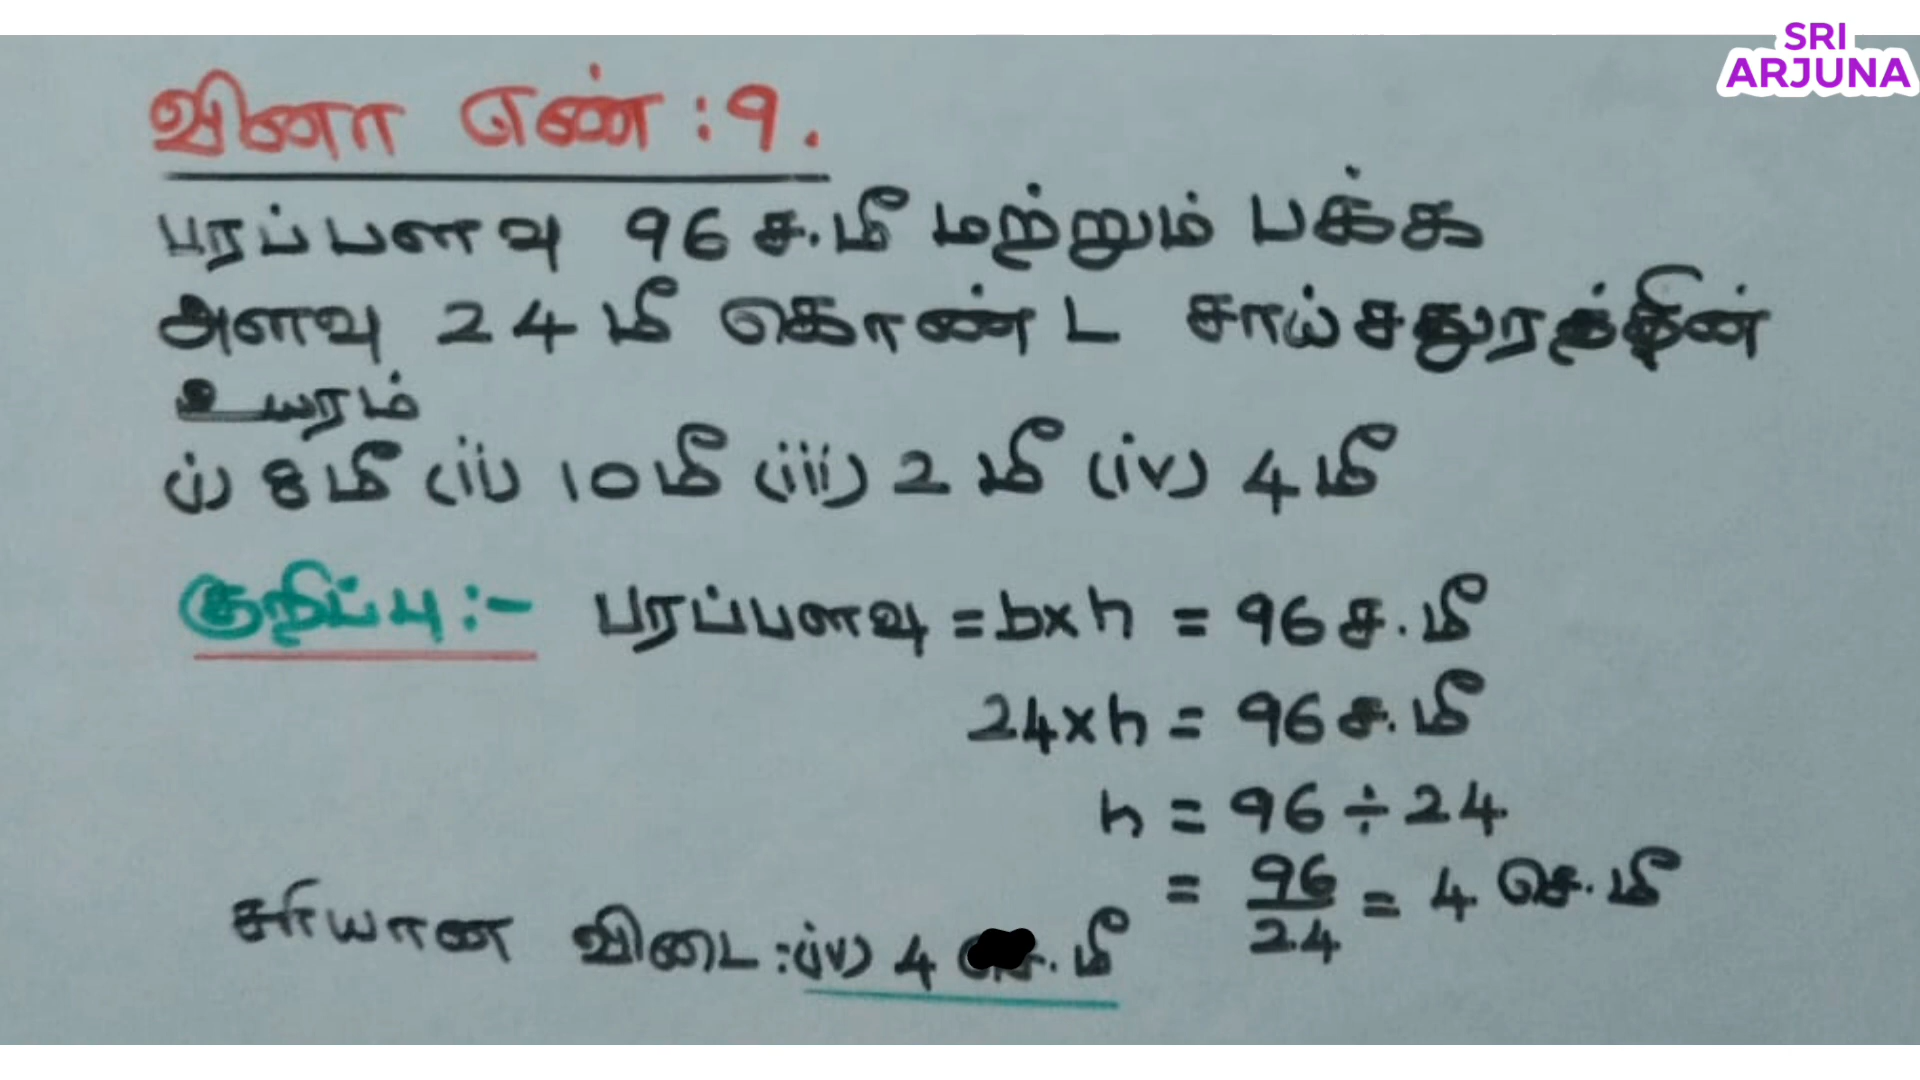 SRI
ARJUNA
வினா எண் : 9.
பரப்பளவு 96 ச.மீ மற்றும் பக்க
அளவு 24 மீ கொண்ட சாய்சதுரத்தின்
உயரம்
(i) 8 மீ (ii) 10 மீ (iii) 2 மீ (iv) 4 மீ
குறிப்பு :- பரப்பளவு = b×h = 96 ச.மீ
24×h = 96 ச.மீ
h = 96 ÷ 24
= 96/24 = 4 செ.மீ
சரியான விடை : (iv) 4 மீ